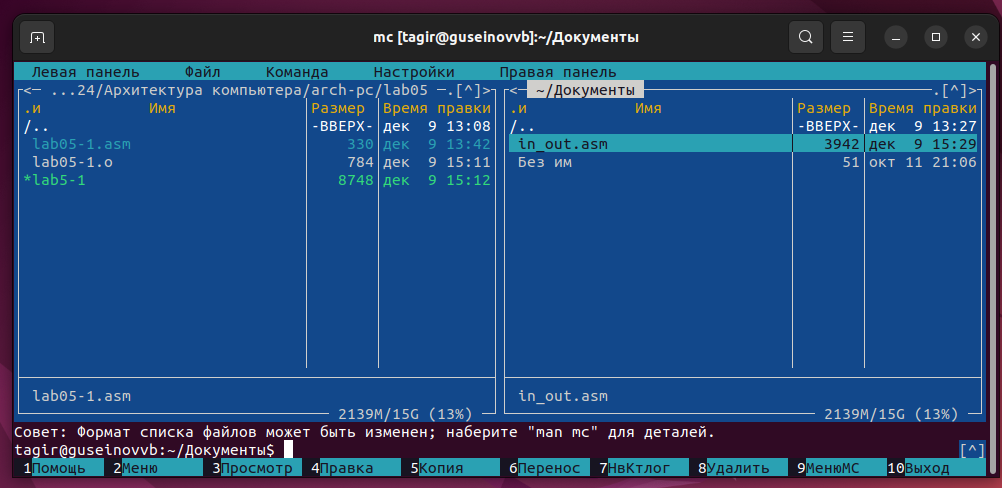 mc [tagir@guseinovvb]:~/Документы
Левая панель Файл Команда Настройки Правая панель
<─ ...24/Архитектура компьютера/arch-pc/lab05 ─.[^]> <─ ~/Документы .[^]>
.и Имя Размер Время правки .и Имя Размер Время правки
/.. -ВВЕРХ- дек 9 13:08 /.. -ВВЕРХ- дек 9 13:27
lab05-1.asm 330 дек 9 13:42 in_out.asm 3942 дек 9 15:29
lab05-1.o 784 дек 9 15:11 Без им 51 окт 11 21:06
*lab5-1 8748 дек 9 15:12
lab05-1.asm in_out.asm
2139M/15G (13%) 2139M/15G (13%)
Совет: Формат списка файлов может быть изменен; наберите "man mc" для деталей.
tagir@guseinovvb:~/Документы$ [^]
1Помощь 2Меню 3Просмотр 4Правка 5Копия 6Перенос 7НвКтлог 8Удалить 9МенюMC 10Выход